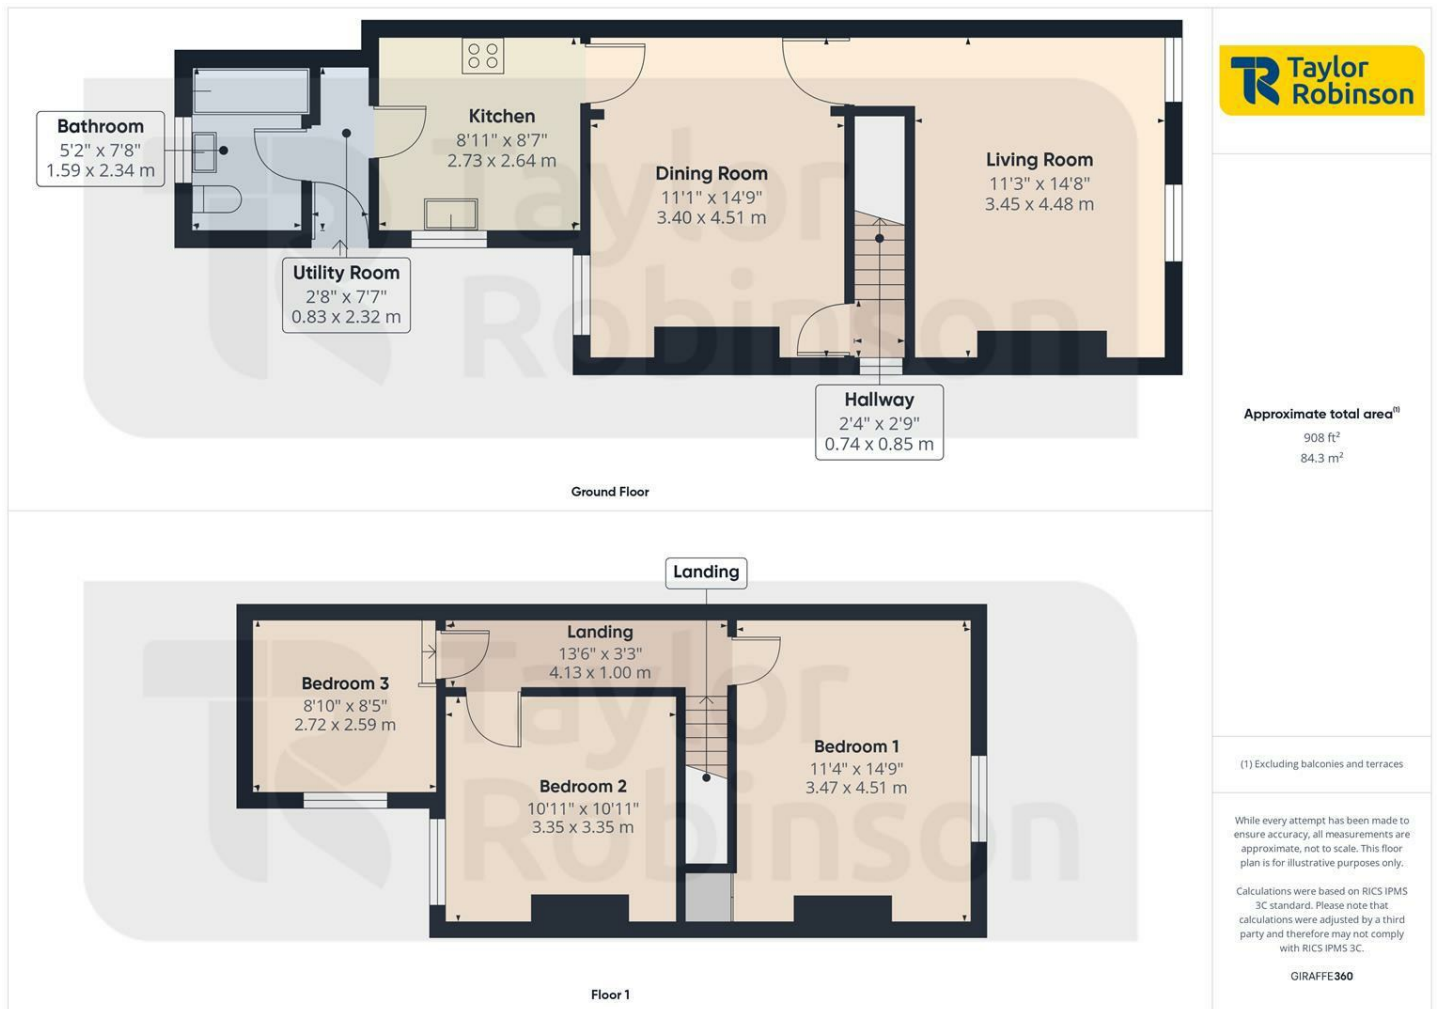 Bathroom
5'2" x 7'8"
1.59 x 2.34 m
Kitchen
8'11" x 8'7"
2.73 x 2.64 m
Dining Room
11'1" x 14'9"
3.40 x 4.51 m
Living Room
11'3" x 14'8"
3.45 x 4.48 m
Utility Room
2'8" x 7'7"
0.83 x 2.32 m
Hallway
2'4" x 2'9"
0.74 x 0.85 m
Ground Floor
Taylor
Robinson
Landing
Landing
13'6" x 3'3"
4.13 x 1.00 m
Bedroom 3
8'10" x 8'5"
2.72 x 2.59 m
Bedroom 2
10'11" x 10'11"
3.35 x 3.35 m
Bedroom 1
11'4" x 14'9"
3.47 x 4.51 m
Floor 1
Taylor
Robinson
TR Taylor
Robinson
Approximate total area(1)
908 ft²
84.3 m²
(1) Excluding balconies and terraces
While every attempt has been made to
ensure accuracy, all measurements are
approximate, not to scale. This floor
plan is for illustrative purposes only.
Calculations were based on RICS IPMS
3C standard. Please note that
calculations were adjusted by a third
party and therefore may not comply
with RICS IPMS 3C.
GIRAFFE360